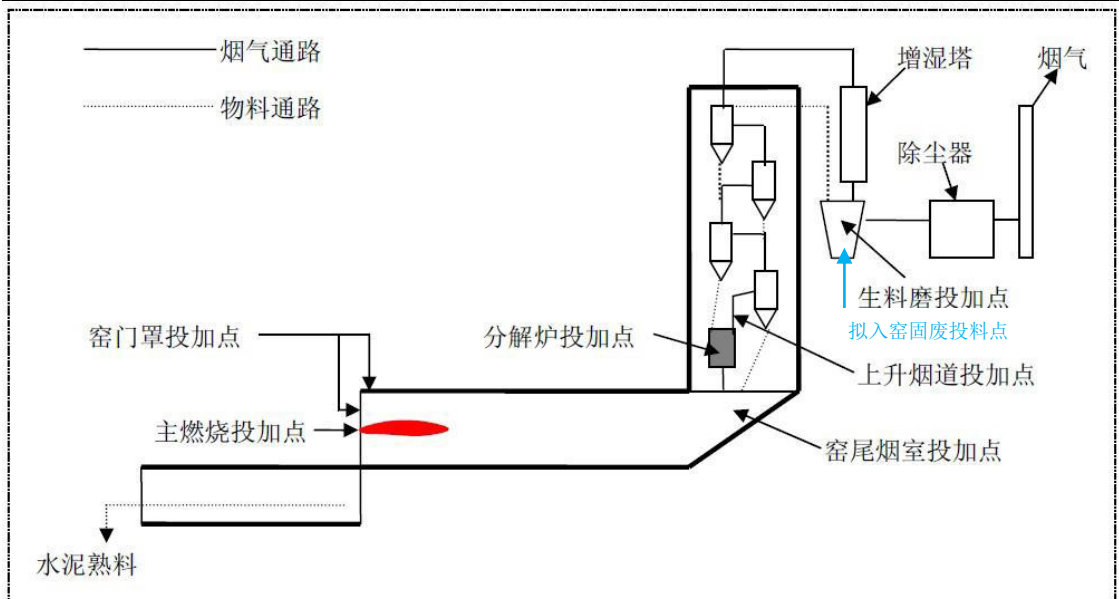 烟气通路
物料通路
增湿塔
烟气
除尘器
生料磨投加点
拟入窑固废投料点
窑门罩投加点
分解炉投加点
上升烟道投加点
主燃烧投加点
窑尾烟室投加点
水泥熟料